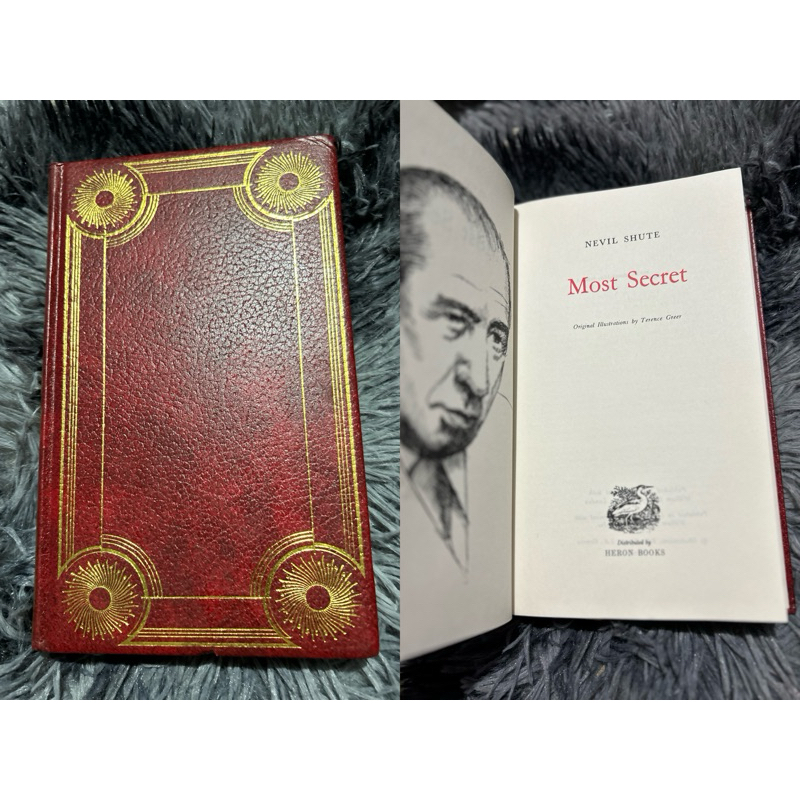 NEVIL SHUTE
Most Secret
Original Illustrations by Terence Greer
Distributed by
HERON BOOKS